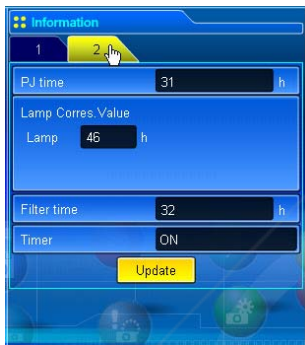 Information
1 2
PJ time 31 h
Lamp Corres.Value
Lamp 46 h
Filter time 32 h
Timer ON
Update